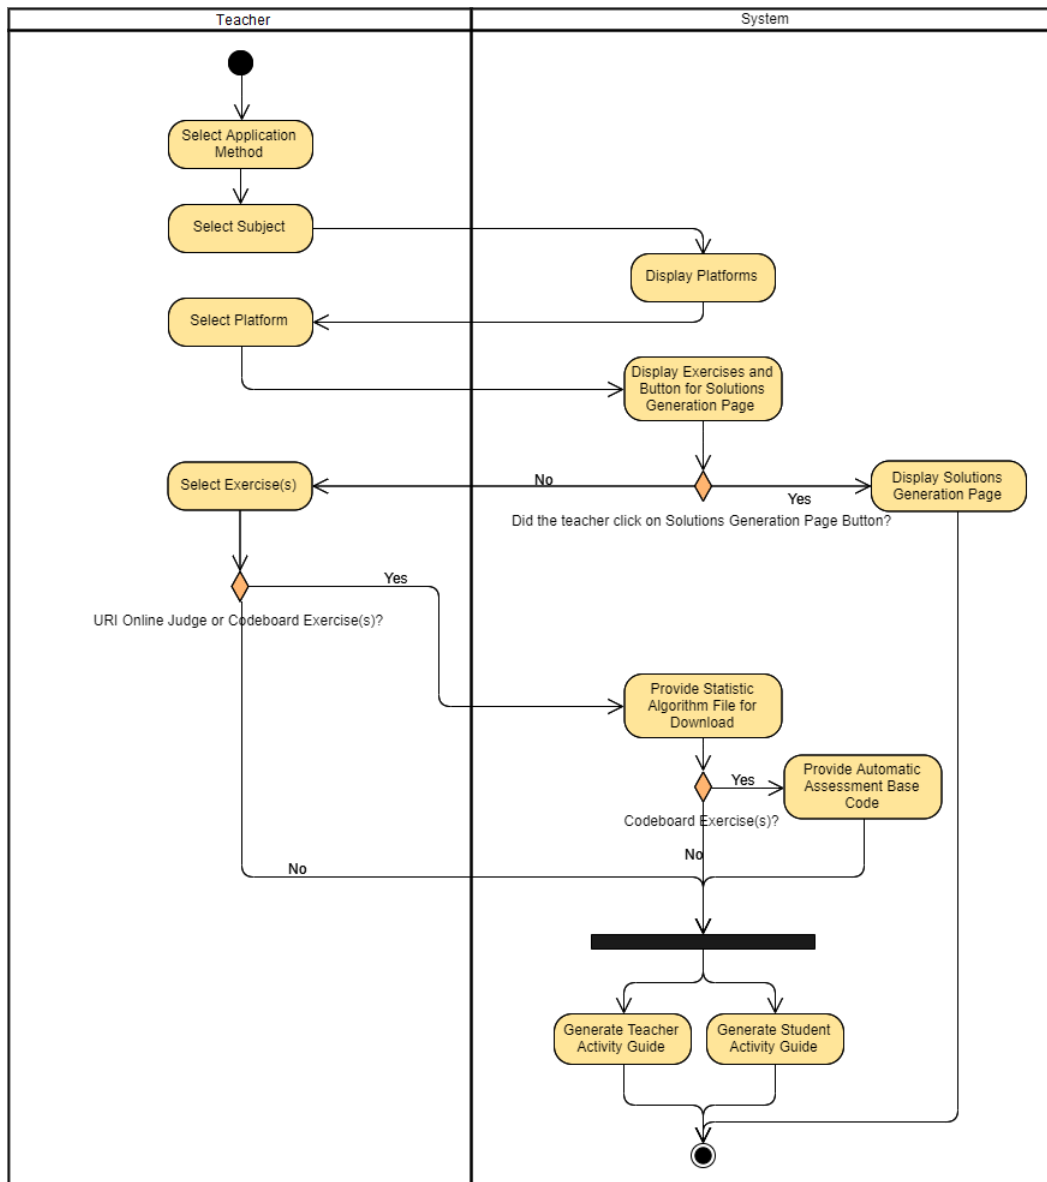 Teacher
System
Select Application
Method
Select Subject
Display Platforms
Select Platform
Display Exercises and
Button for Solutions
Generation Page
Select Exercise(s)
No
Yes
Display Solutions
Generation Page
Did the teacher click on Solutions Generation Page Button?
Yes
URI Online Judge or Codeboard Exercise(s)?
Provide Statistic
Algorithm File for
Download
Yes
Provide Automatic
Assessment Base
Code
Codeboard Exercise(s)?
No
No
Generate Teacher
Activity Guide
Generate Student
Activity Guide